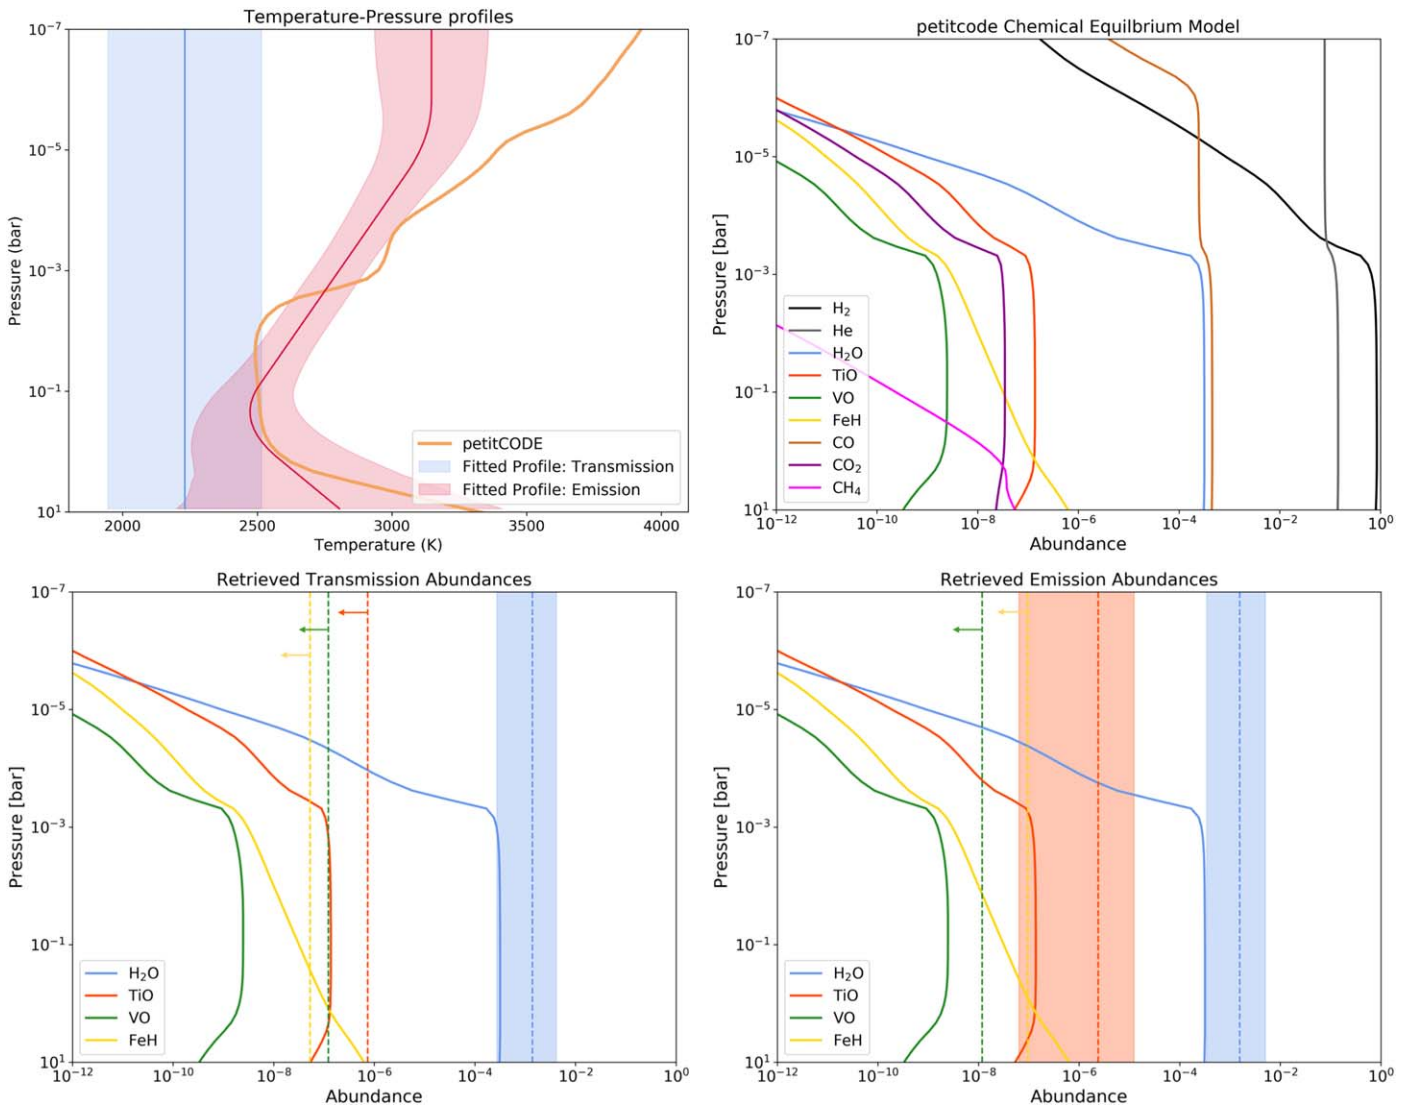 Temperature-Pressure profiles
10⁻⁷
10⁻⁵
10⁻³
10⁻¹
10¹
Pressure (bar)
petitCODE
Fitted Profile: Transmission
Fitted Profile: Emission
2000 2500 3000 3500 4000
Temperature (K)
petitcode Chemical Equilbrium Model
10⁻⁷
10⁻⁵
10⁻³
10⁻¹
10¹
Pressure [bar]
H₂
He
H₂O
TiO
VO
FeH
CO
CO₂
CH₄
10⁻¹² 10⁻¹⁰ 10⁻⁸ 10⁻⁶ 10⁻⁴ 10⁻² 10⁰
Abundance
Retrieved Transmission Abundances
10⁻⁷
10⁻⁵
10⁻³
10⁻¹
10¹
Pressure [bar]
H₂O
TiO
VO
FeH
10⁻¹² 10⁻¹⁰ 10⁻⁸ 10⁻⁶ 10⁻⁴ 10⁻² 10⁰
Abundance
Retrieved Emission Abundances
10⁻⁷
10⁻⁵
10⁻³
10⁻¹
10¹
Pressure [bar]
H₂O
TiO
VO
FeH
10⁻¹² 10⁻¹⁰ 10⁻⁸ 10⁻⁶ 10⁻⁴ 10⁻² 10⁰
Abundance